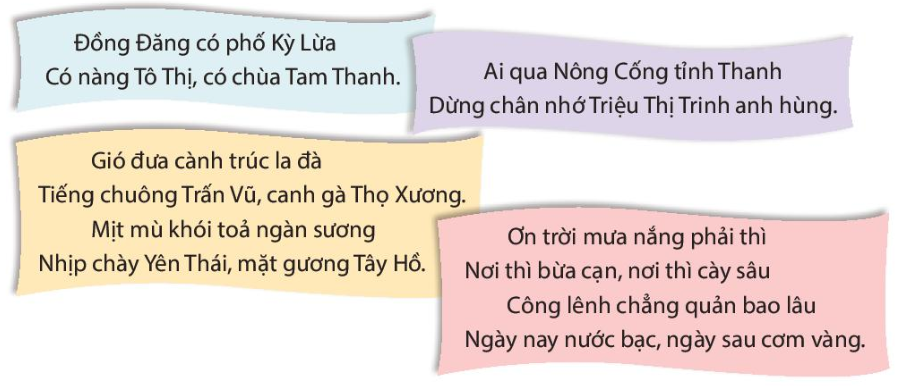 Đồng Đăng có phố Kỳ Lừa
Có nàng Tô Thị, có chùa Tam Thanh.
Ai qua Nông Cống tỉnh Thanh
Dừng chân nhớ Triệu Thị Trinh anh hùng.
Gió đưa cành trúc la đà
Tiếng chuông Trấn Vũ, canh gà Thọ Xương.
Mịt mù khói toả ngàn sương
Nhịp chày Yên Thái, mặt gương Tây Hồ.
Ơn trời mưa nắng phải thì
Nơi thì bừa cạn, nơi thì cày sâu
Công lênh chẳng quản bao lâu
Ngày nay nước bạc, ngày sau cơm vàng.